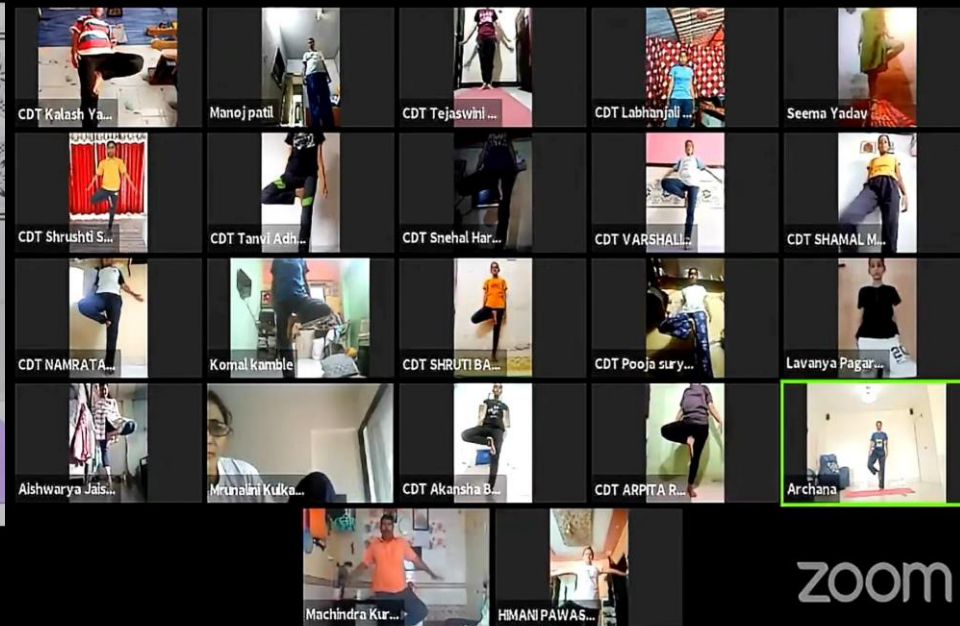 CDT Kalash Ya...
Manoj patil
CDT Tejaswini ...
CDT Labhanjali ...
Seema Yadav
CDT Shrushti S...
CDT Tanvi Adh...
CDT Snehal Har...
CDT VARSHALI...
CDT SHAMAL M...
CDT NAMRATA...
Komal kamble
CDT SHRUTI BA...
CDT Pooja sury...
Lavanya Pagar...
Aishwarya Jais...
Mrunalini Kulka...
CDT Akansha B...
CDT ARPITA R...
Archana
Machindra Kur...
HIMANI PAWAS...
zoom